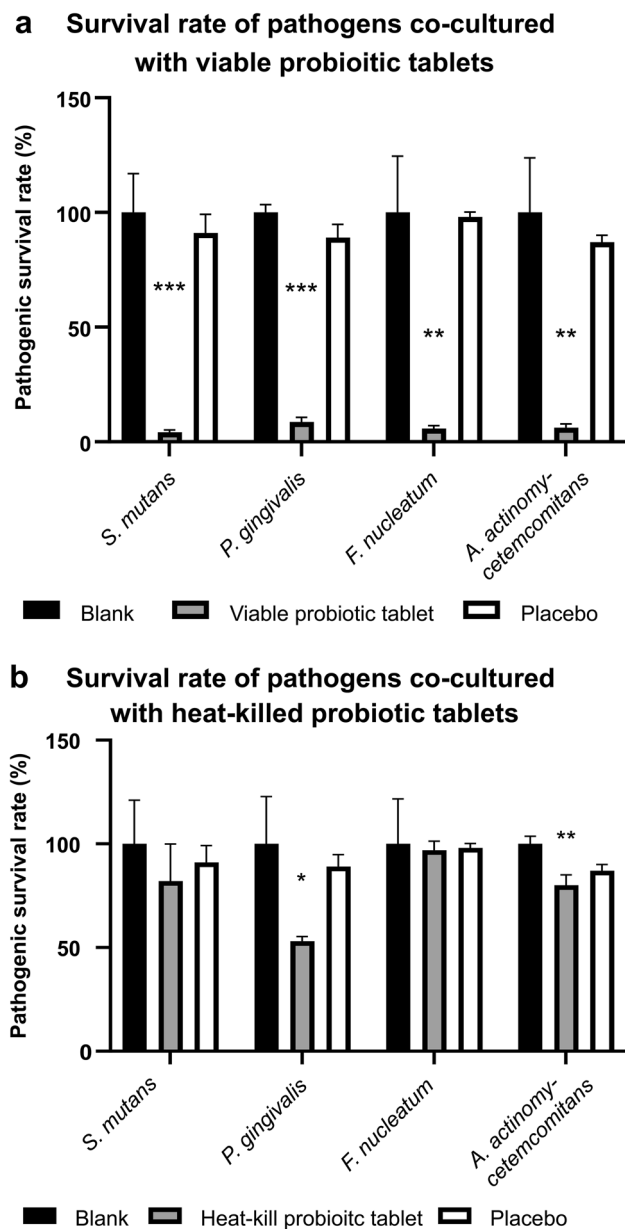 a Survival rate of pathogens co-cultured
with viable probioitic tablets
Pathogenic survival rate (%)
150
100
50
0
***
***
**
**
S. mutans
P. gingivalis
F. nucleatum
A. actinomy-
cetemcomitans
Blank Viable probiotic tablet Placebo
b Survival rate of pathogens co-cultured
with heat-killed probiotic tablets
Pathogenic survival rate (%)
150
100
50
0
*
**
S. mutans
P. gingivalis
F. nucleatum
A. actinomy-
cetemcomitans
Blank Heat-kill probioitc tablet Placebo